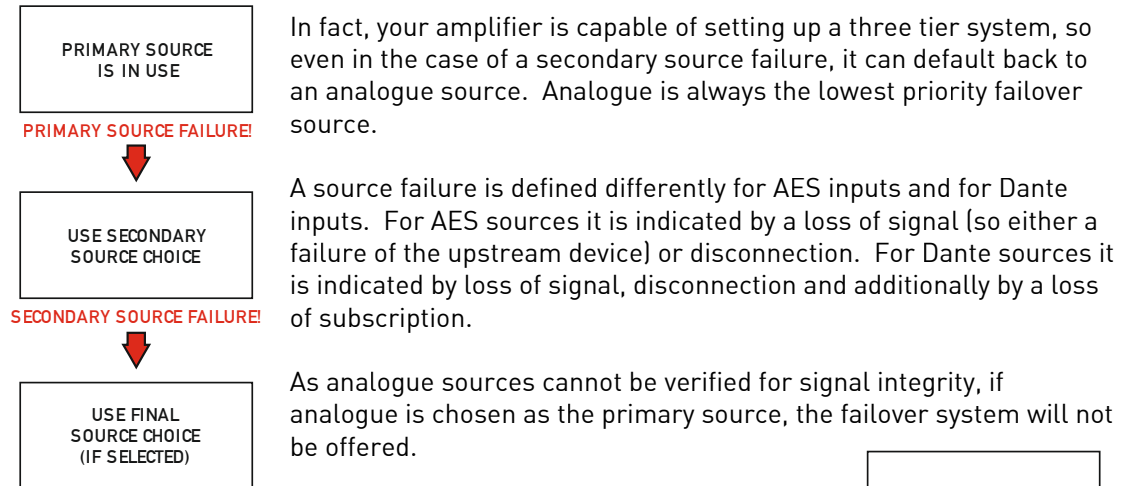 PRIMARY SOURCE
IS IN USE
PRIMARY SOURCE FAILURE!
USE SECONDARY
SOURCE CHOICE
SECONDARY SOURCE FAILURE!
USE FINAL
SOURCE CHOICE
(IF SELECTED)
In fact, your amplifier is capable of setting up a three tier system, so
even in the case of a secondary source failure, it can default back to
an analogue source.  Analogue is always the lowest priority failover
source.
A source failure is defined differently for AES inputs and for Dante
inputs.  For AES sources it is indicated by a loss of signal (so either a
failure of the upstream device) or disconnection.  For Dante sources it
is indicated by loss of signal, disconnection and additionally by a loss
of subscription.
As analogue sources cannot be verified for signal integrity, if
analogue is chosen as the primary source, the failover system will not
be offered.